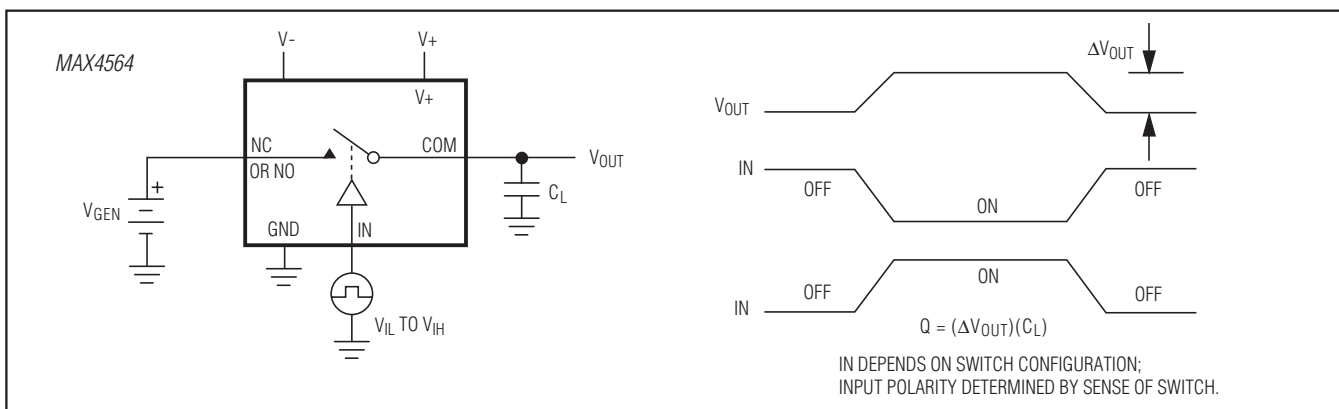 MAX4564
V-
V+
V+
NC
OR NO
COM
VOUT
CL
VGEN
+
GND
IN
VIL TO VIH
ΔVOUT
VOUT
IN
OFF
ON
OFF
IN
OFF
ON
OFF
Q = (ΔVOUT)(CL)
IN DEPENDS ON SWITCH CONFIGURATION;
INPUT POLARITY DETERMINED BY SENSE OF SWITCH.